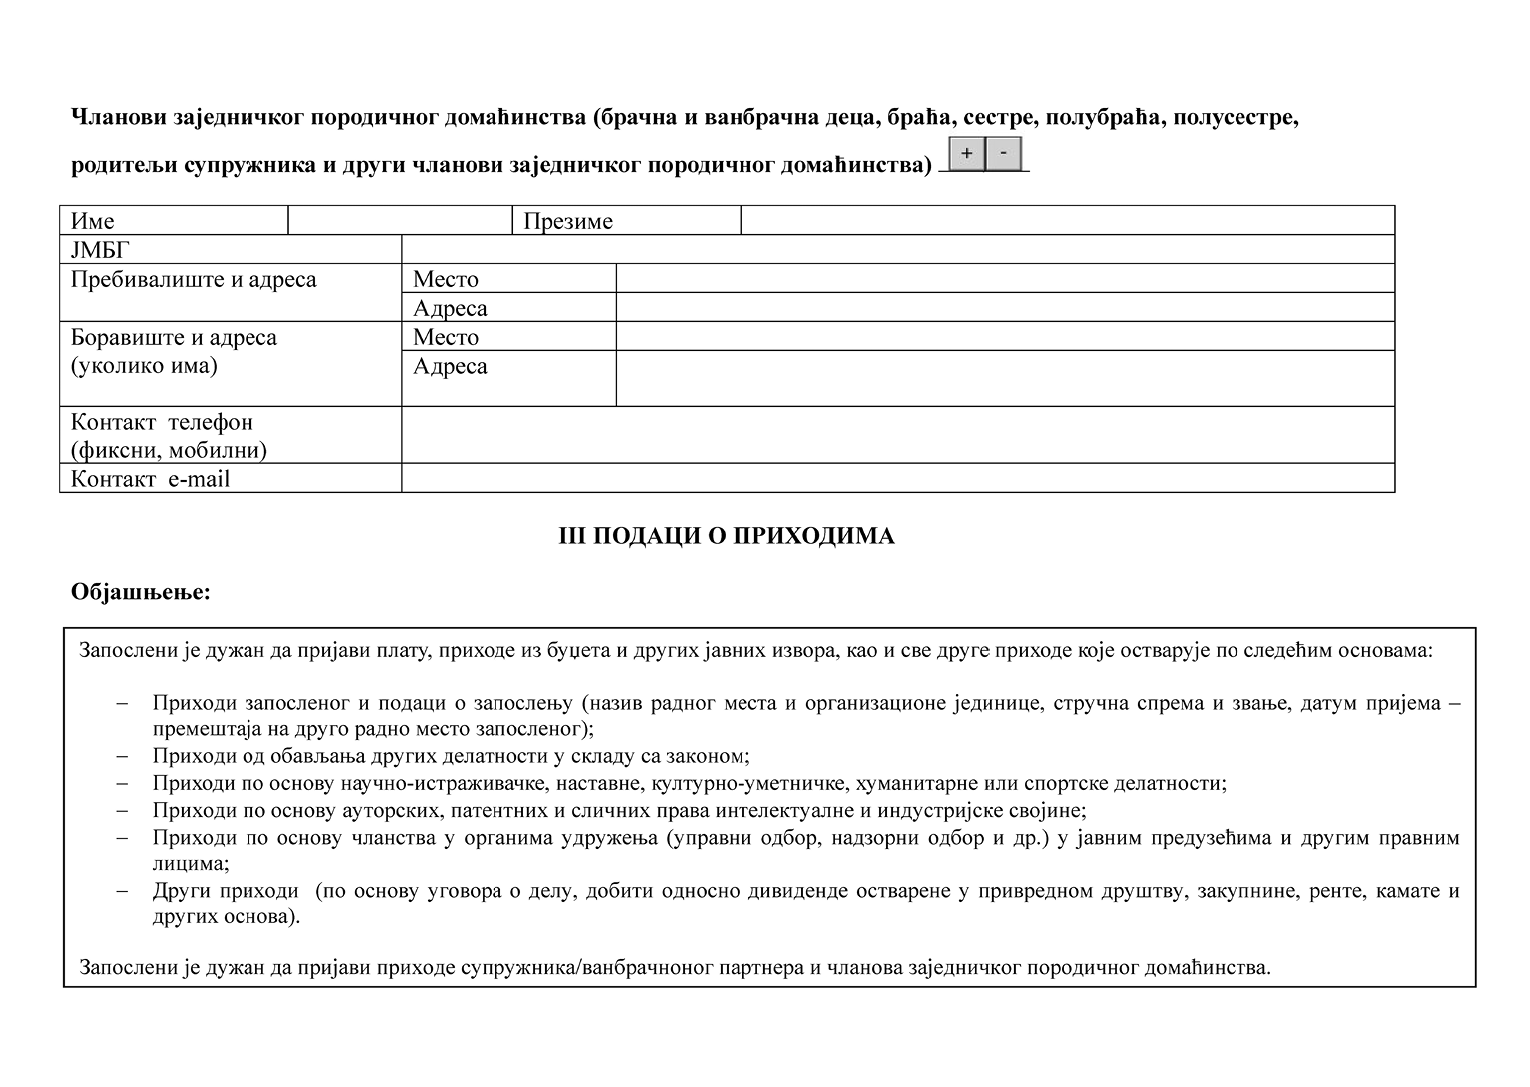 Чланови заједничког породичног домаћинства (брачна и ванбрачна деца, браћа, сестре, полубраћа, полусестре,
родитељи супружника и други чланови заједничког породичног домаћинства) + -
Име Презиме
ЈМБГ
Пребивалиште и адреса Место
Адреса
Боравиште и адреса Место
(уколико има) Адреса
Контакт телефон
(фиксни, мобилни)
Контакт e-mail
III ПОДАЦИ О ПРИХОДИМА
Објашњење:
Запослени је дужан да пријави плату, приходе из буџета и других јавних извора, као и све друге приходе које остварује по следећим основама:
– Приходи запосленог и подаци о запослењу (назив радног места и организационе јединице, стручна спрема и звање, датум пријема –
премештаја на друго радно место запосленог);
– Приходи од обављања других делатности у складу са законом;
– Приходи по основу научно-истраживачке, наставне, културно-уметничке, хуманитарне или спортске делатности;
– Приходи по основу ауторских, патентних и сличних права интелектуалне и индустријске својине;
– Приходи по основу чланства у органима удружења (управни одбор, надзорни одбор и др.) у јавним предузећима и другим правним
лицима;
– Други приходи (по основу уговора о делу, добити односно дивиденде остварене у привредном друштву, закупнине, ренте, камате и
других основа).
Запослени је дужан да пријави приходе супружника/ванбрачноног партнера и чланова заједничког породичног домаћинства.